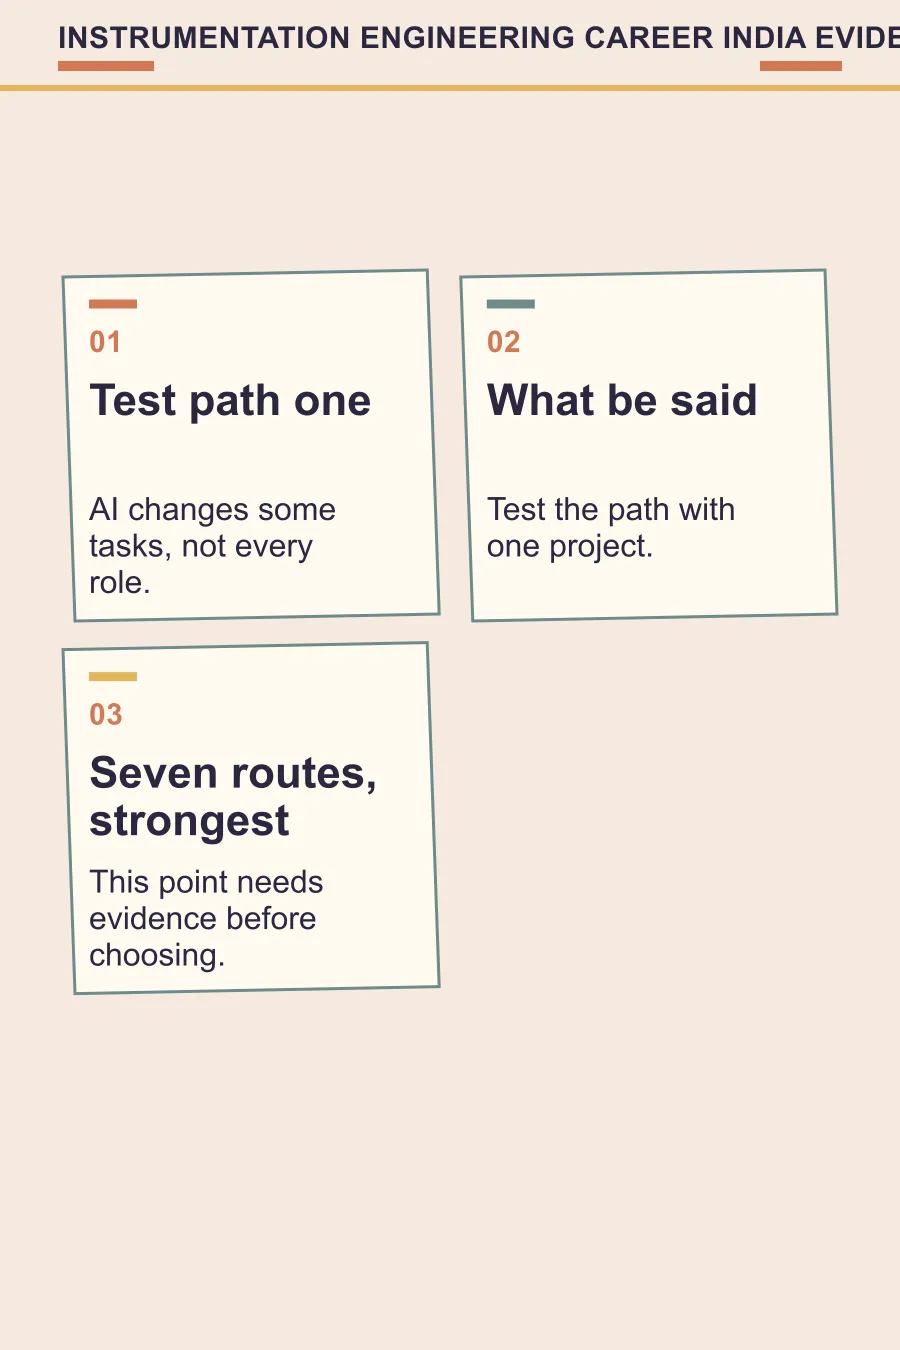 INSTRUMENTATION ENGINEERING CAREER INDIA
01
Test path one
AI changes some
tasks, not every
role.
02
What be said
Test the path with
one project.
03
Seven routes,
strongest
This point needs
evidence before
choosing.